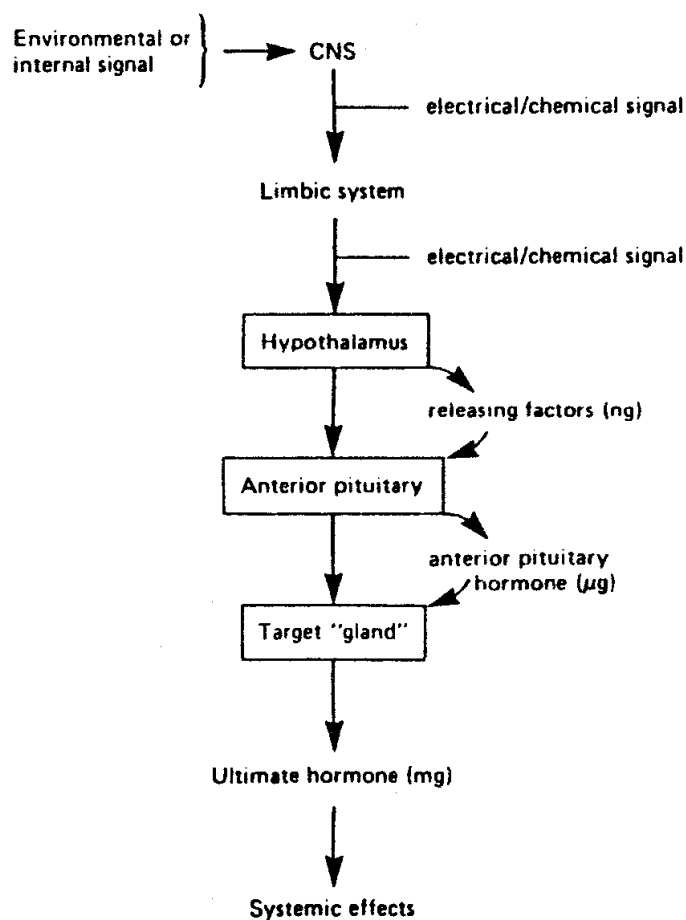 Environmental or
internal signal
CNS
electrical/chemical signal
Limbic system
electrical/chemical signal
Hypothalamus
releasing factors (ng)
Anterior pituitary
anterior pituitary
hormone (μg)
Target "gland"
Ultimate hormone (mg)
Systemic effects